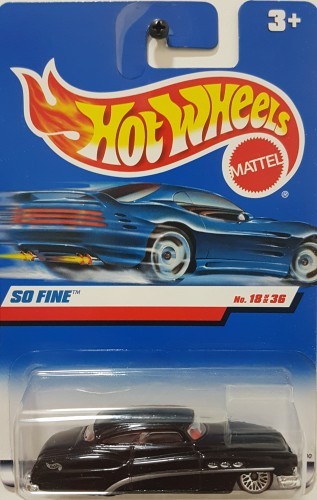 3+
HOT WHEELS
MATTEL
®
SO FINE™
No. 18 OF 36